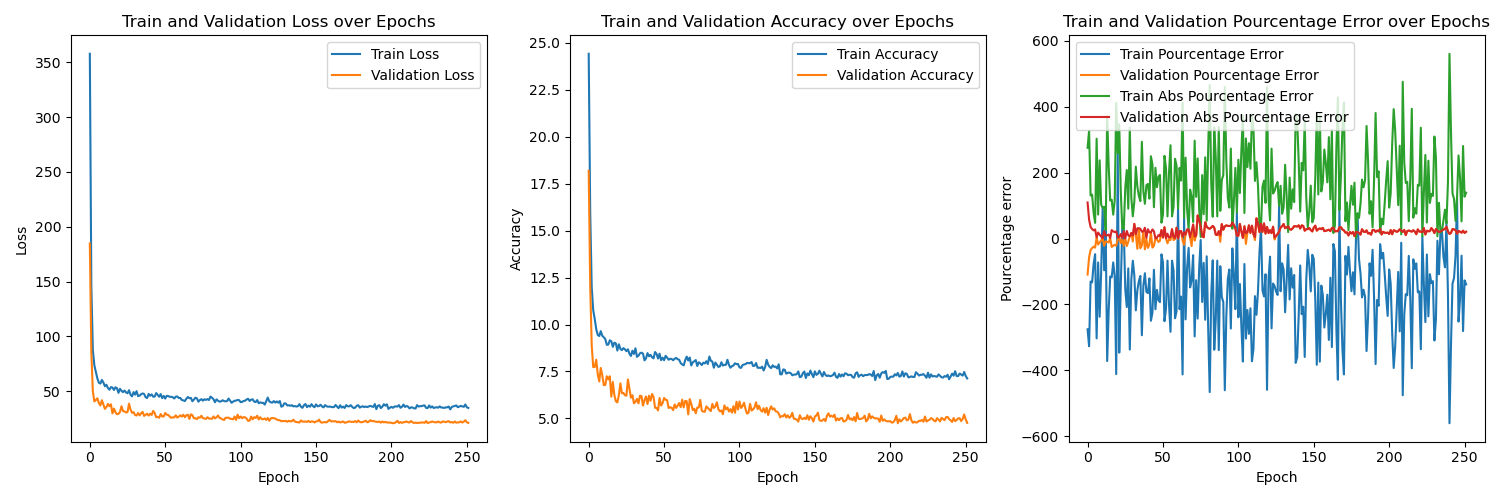 Train and Validation Loss over Epochs
Loss
350
300
250
200
150
100
50
0
50
100
150
200
250
Epoch
Train Loss
Validation Loss
Train and Validation Accuracy over Epochs
Accuracy
25.0
22.5
20.0
17.5
15.0
12.5
10.0
7.5
5.0
0
50
100
150
200
250
Epoch
Train Accuracy
Validation Accuracy
Train and Validation Pourcentage Error over Epochs
Pourcentage error
600
400
200
0
−200
−400
−600
0
50
100
150
200
250
Epoch
Train Pourcentage Error
Validation Pourcentage Error
Train Abs Pourcentage Error
Validation Abs Pourcentage Error